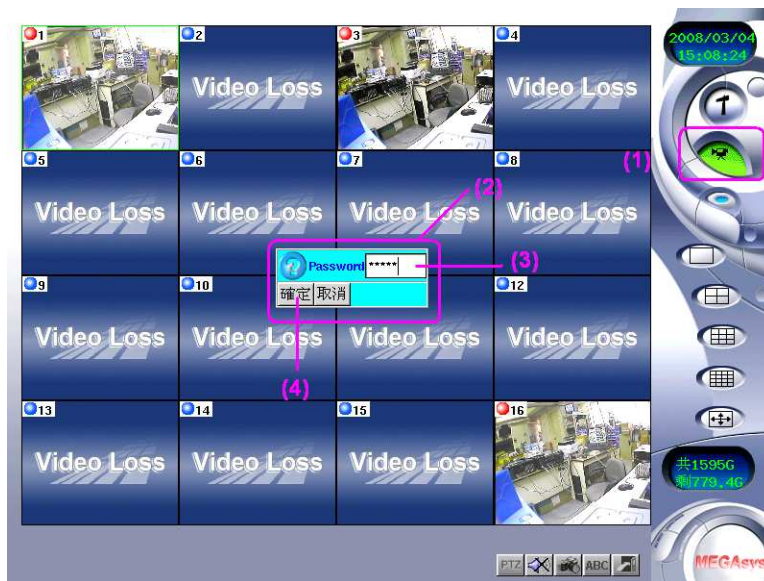 1
2
Video Loss
3
4
Video Loss
2008/03/04
15:08:24
(1)
5
Video Loss
6
Video Loss
7
Video Loss
8
Video Loss
(2)
Password *****
(3)
確定 取消
9
Video Loss
10
Video Loss
Video Loss
12
Video Loss
(4)
13
Video Loss
14
Video Loss
15
Video Loss
16
共1595G
剩779.4G
PTZ
ABC
MEGAsys